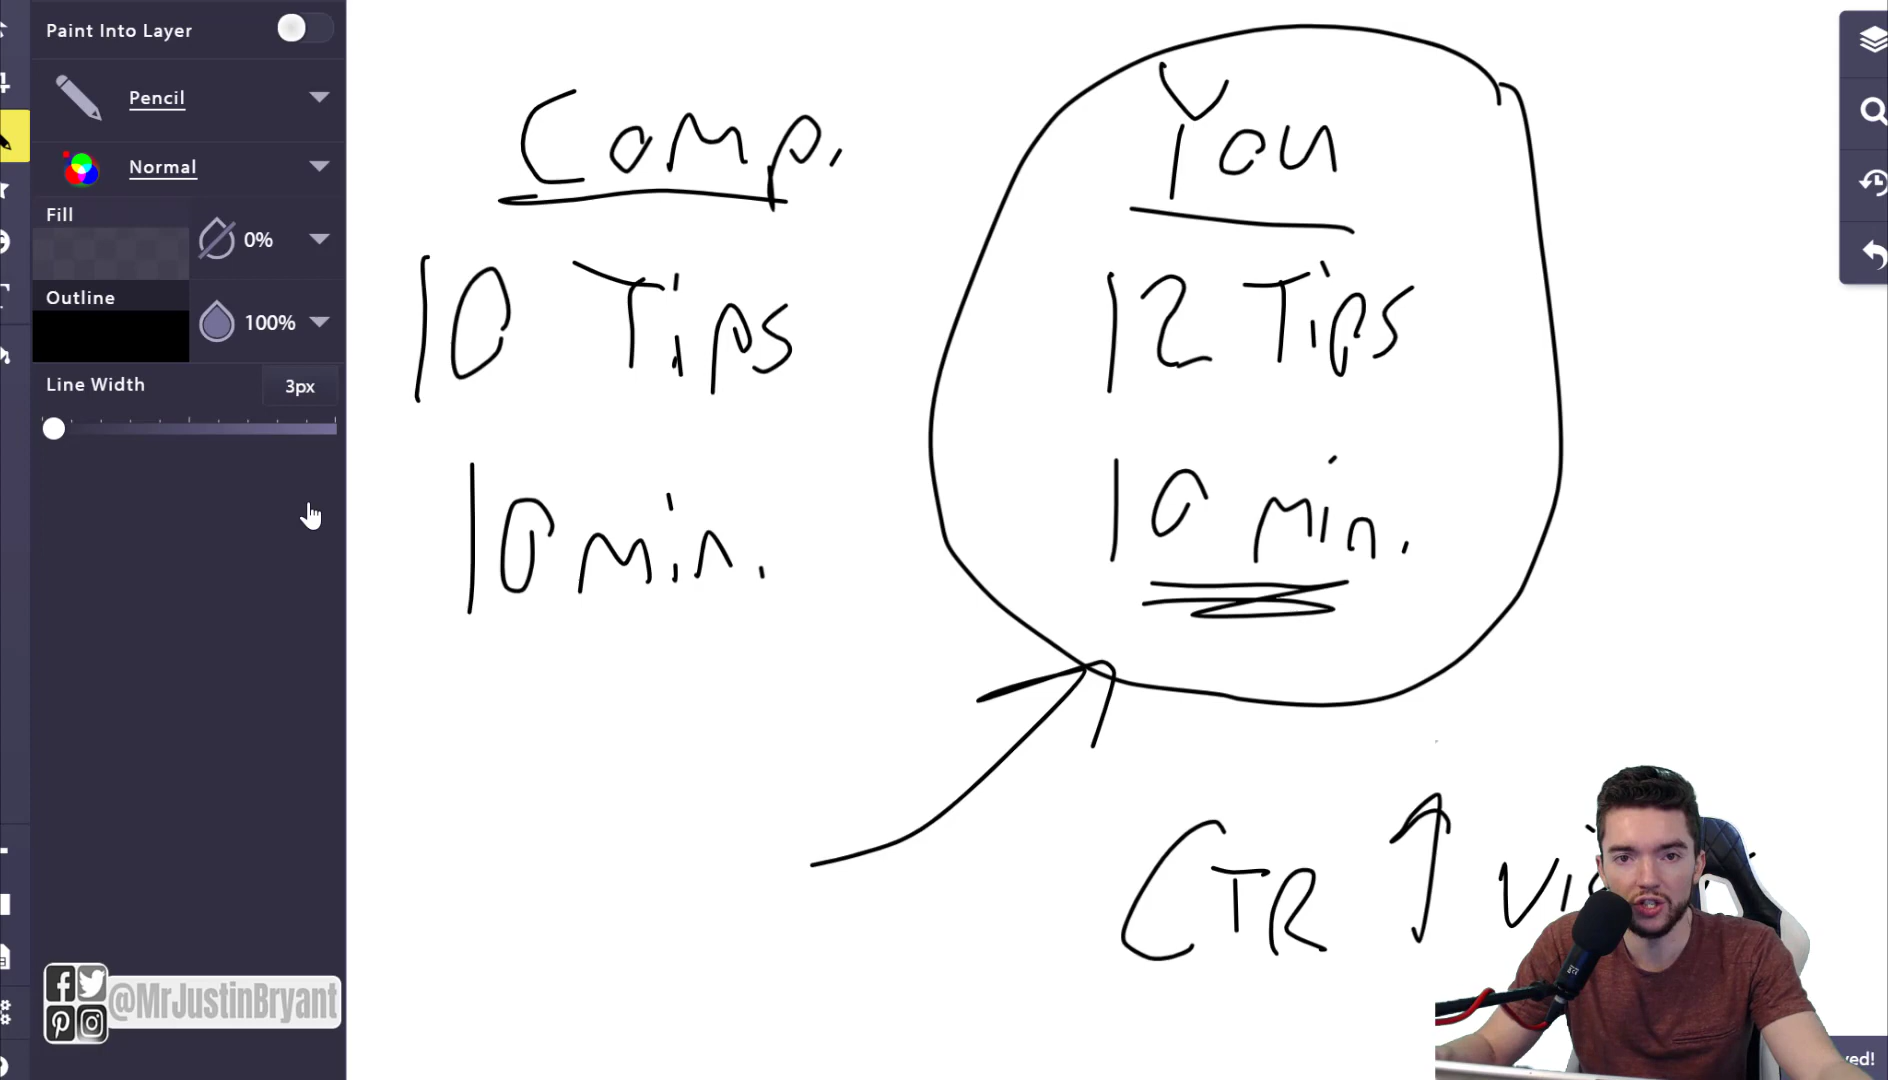 Paint Into Layer
Pencil
Normal
Fill
0%
Outline
100%
Line Width
3px
Comp.
10 Tips
10 min.
You
12 Tips
10 min.
CTR
@MrJustinBryant